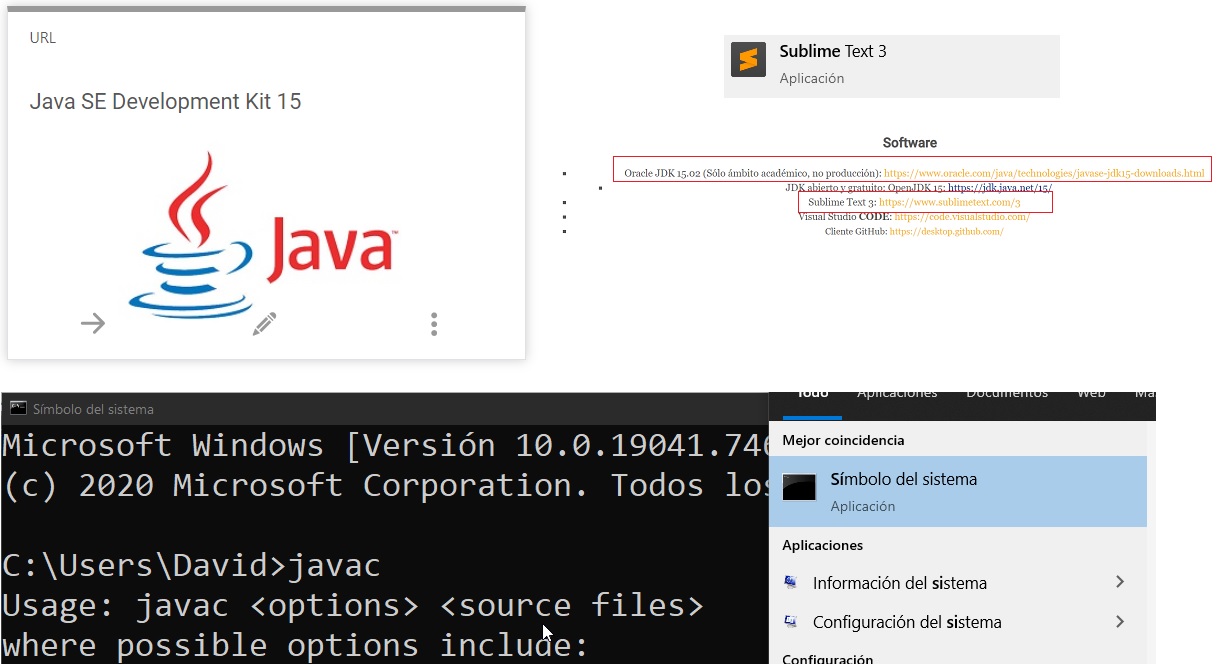 URL
Java SE Development Kit 15
Java™
Sublime Text 3
Aplicación
Software
Oracle JDK 15.02 (Sólo ámbito académico, no producción): https://www.oracle.com/java/technologies/javase-jdk15-downloads.html
JDK abierto y gratuito: OpenJDK 15: https://jdk.java.net/15/
Sublime Text 3: https://www.sublimetext.com/3
Visual Studio CODE: https://code.visualstudio.com/
Cliente GitHub: https://desktop.github.com/
Símbolo del sistema
Microsoft Windows [Versión 10.0.19041.746
(c) 2020 Microsoft Corporation. Todos los
C:\Users\David>javac
Usage: javac <options> <source files>
where possible options include:
Todo Aplicaciones Documentos Web Ma
Mejor coincidencia
Símbolo del sistema
Aplicación
Aplicaciones
Información del sistema
Configuración del sistema
Configuración